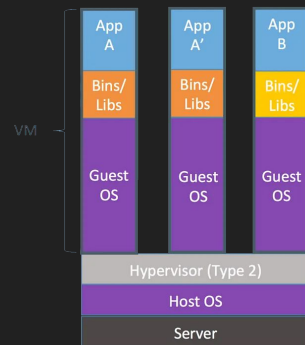 App
A
App
A'
App
B
Bins/
Libs
Bins/
Libs
Bins/
Libs
VM
Guest
OS
Guest
OS
Guest
OS
Hypervisor (Type 2)
Host OS
Server